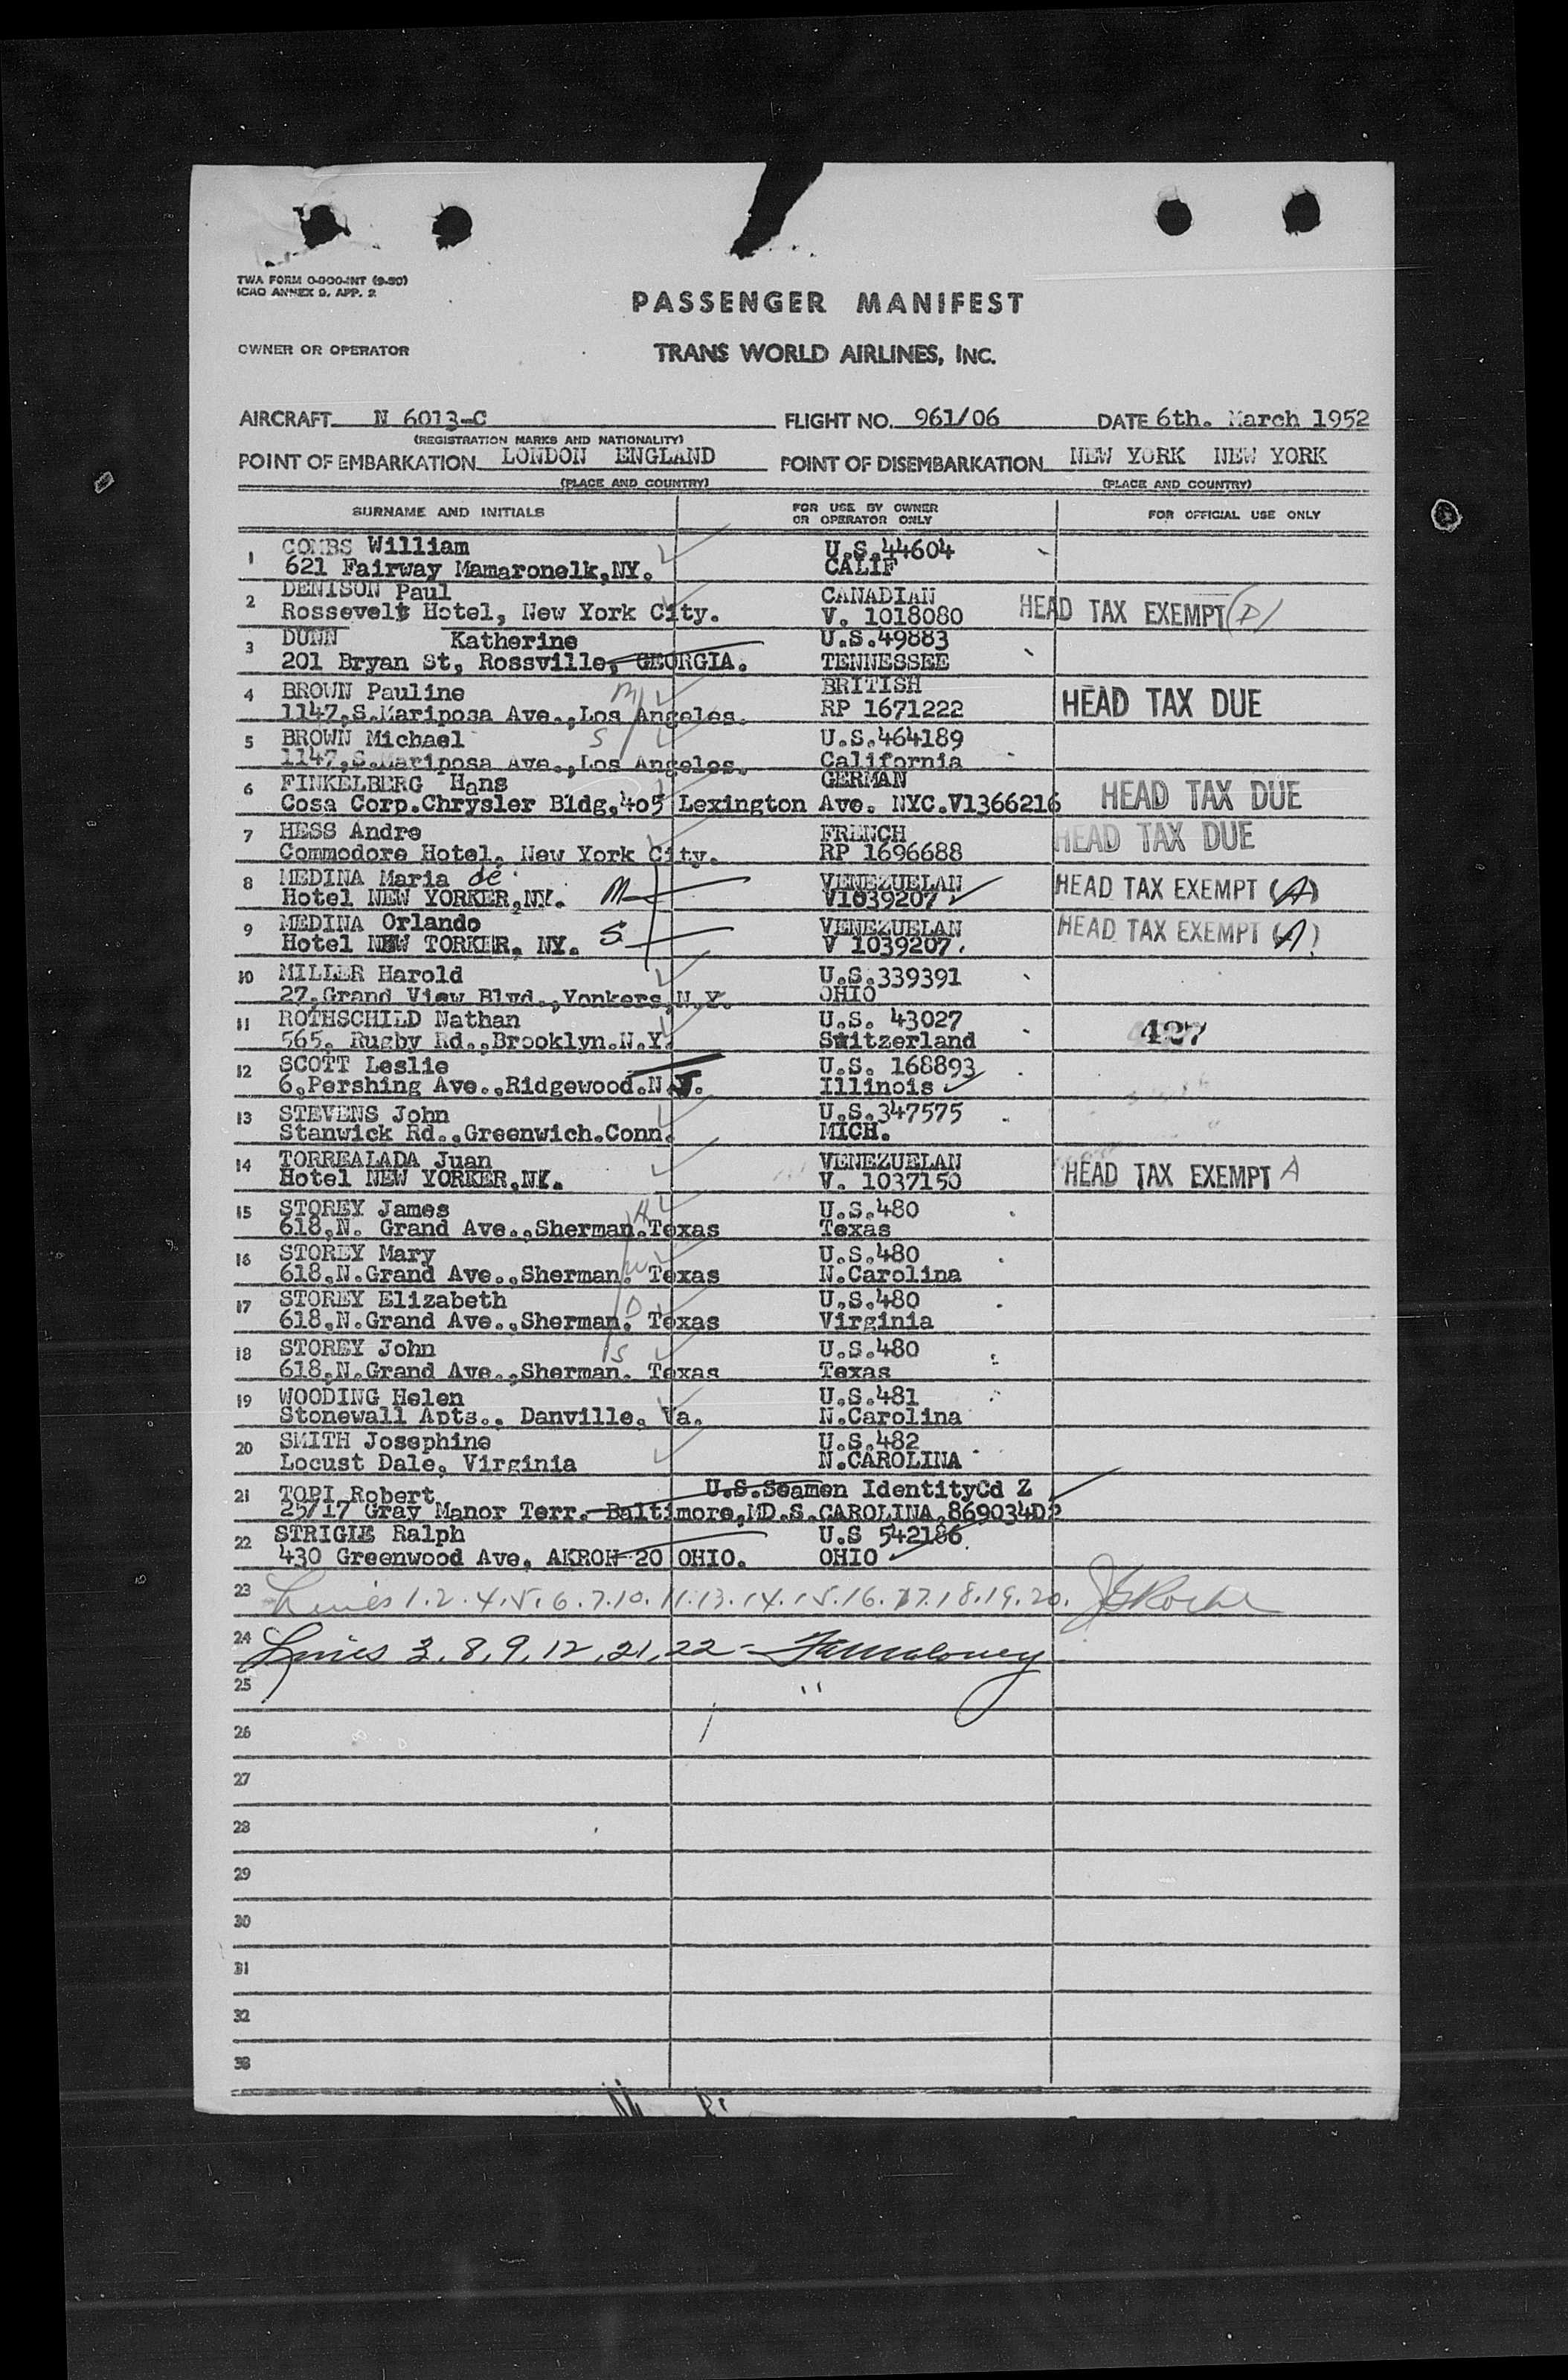 TWA FORM O-300-INT (9-50)
ICAO ANNEX 9, APP. 2
PASSENGER MANIFEST
OWNER OR OPERATOR
TRANS WORLD AIRLINES, INC.
AIRCRAFT N 6013-C FLIGHT NO. 961/06 DATE 6th. March 1952
(REGISTRATION MARKS AND NATIONALITY)
POINT OF EMBARKATION LONDON ENGLAND POINT OF DISEMBARKATION NEW YORK NEW YORK
(PLACE AND COUNTRY) (PLACE AND COUNTRY)
SURNAME AND INITIALS FOR USE BY OWNER OR OPERATOR ONLY FOR OFFICIAL USE ONLY
1 COMBS William U.S.44604
621 Fairway Mamaronelk,NY. CALIF
2 DENISON Paul CANADIAN
Rossevelt Hotel, New York City. V. 1018080 HEAD TAX EXEMPT (D)
3 DUNN Katherine U.S.49883
201 Bryan St, Rossville, GEORGIA. TENNESSEE
4 BROWN Pauline M BRITISH
1147,S.Mariposa Ave.,Los Angeles. RP 1671222 HEAD TAX DUE
5 BROWN Michael S U.S.464189
1147,S.Mariposa Ave.,Los Angeles. California
6 FINKELBERG Hans GERMAN
Cosa Corp.Chrysler Bldg,405 Lexington Ave. NYC.V1366216 HEAD TAX DUE
7 HESS Andre FRENCH
Commodore Hotel, New York City. RP 1696688 HEAD TAX DUE
8 MEDINA Maria de VENEZUELAN
Hotel NEW YORKER,NY. M V1039207 HEAD TAX EXEMPT (A)
9 MEDINA Orlando VENEZUELAN
Hotel NEW TORKER, NY. S V 1039207. HEAD TAX EXEMPT (A)
10 MILLER Harold U.S.339391
27,Grand View Blvd.,Yonkers,N.Y. OHIO
11 ROTHSCHILD Nathan U.S. 43027
565. Rugby Rd.,Brooklyn.N.Y. Switzerland 427
12 SCOTT Leslie U.S. 168893
6,Pershing Ave.,Ridgewood.N.J. Illinois
13 STEVENS John U.S.347575
Stanwick Rd.,Greenwich.Conn. MICH.
14 TORREALADA Juan VENEZUELAN
Hotel NEW YORKER,NY. V. 1037150 HEAD TAX EXEMPT A
15 STOREY James H U.S.480
618,N. Grand Ave.,Sherman.Texas Texas
16 STOREY Mary W U.S.480
618,N.Grand Ave.,Sherman. Texas N.Carolina
17 STOREY Elizabeth D U.S.480
618,N.Grand Ave.,Sherman. Texas Virginia
18 STOREY John S U.S.480
618,N.Grand Ave.,Sherman. Texas Texas
19 WOODING Helen U.S.481
Stonewall Apts., Danville, Va. N.Carolina
20 SMITH Josephine U.S.482
Locust Dale, Virginia N.CAROLINA
21 TOPI Robert U.S.Seamen IdentityCd Z
25/17 Gray Manor Terr. Baltimore,MD.S.CAROLINA,869034D2
22 STRIGLE Ralph U.S 542186
430 Greenwood Ave, AKROH 20 OHIO. OHIO
23 Lines 1.2.4.5.6.7.10.11.13.14.15.16.17.18.19.20. JG Roche
24 Lines 3, 8, 9, 12, 21, 22 - FaMaloney
25
26
27
28
29
30
31
32
33